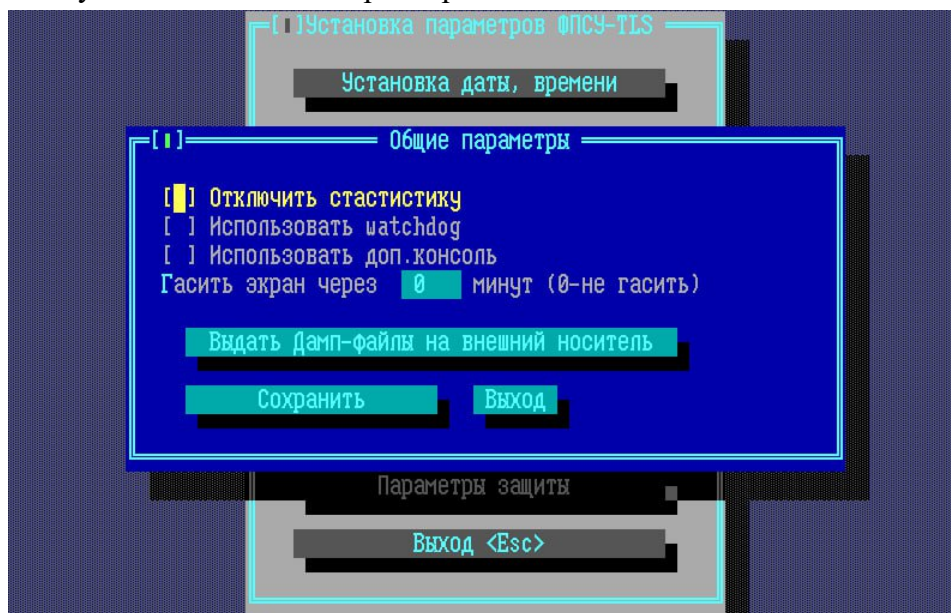 [▮]Установка параметров ФПСУ-TLS
Установка даты, времени
[▮] Общие параметры
[ ] Отключить стастистику
[ ] Использовать watchdog
[ ] Использовать доп.консоль
Гасить экран через 0 минут (0-не гасить)
Выдать Дамп-файлы на внешний носитель
Сохранить Выход
Параметры защиты
Выход <Esc>